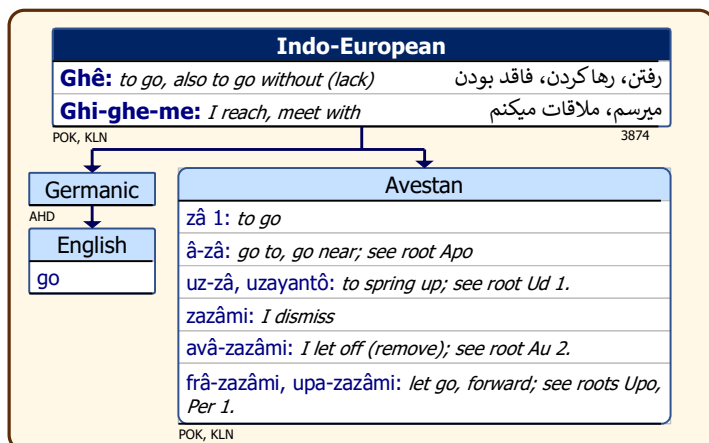 Indo-European
Ghê: to go, also to go without (lack) رفتن، رها کردن، فاقد بودن
Ghi-ghe-me: I reach, meet with میرسم، ملاقات میکنم
POK, KLN 3874
Germanic
AHD
English
go
Avestan
zâ 1: to go
â-zâ: go to, go near; see root Apo
uz-zâ, uzayantô: to spring up; see root Ud 1.
zazâmi: I dismiss
avâ-zazâmi: I let off (remove); see root Au 2.
frâ-zazâmi, upa-zazâmi: let go, forward; see roots Upo,
Per 1.
POK, KLN